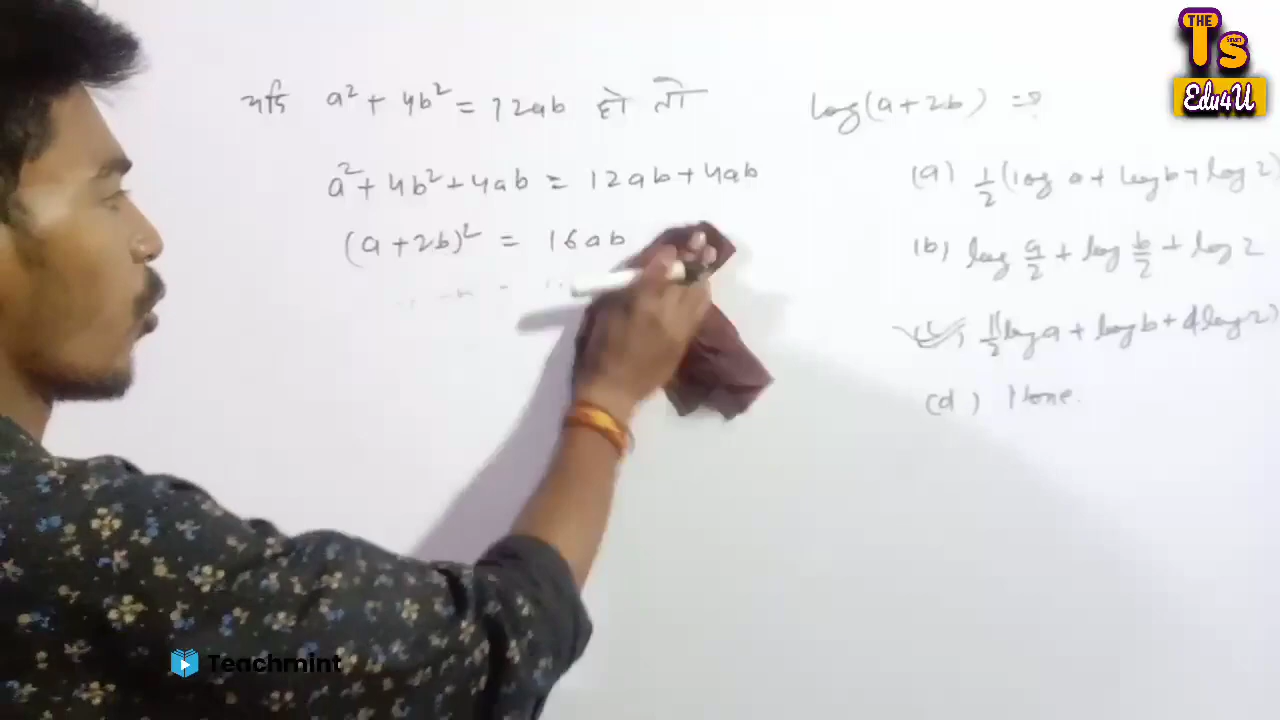 यदि a² + 4b² = 12ab हो तो log(a+2b) = ?
a² + 4b² + 4ab = 12ab + 4ab
(a+2b)² = 16ab
(a) 1/2 (log a + log b + log 2)
(b) log a/2 + log b/2 + log 2
1/2 (log a + log b + 4 log 2)
(d) None.
THE
Ts
Smart
Edu4U
Teachmint